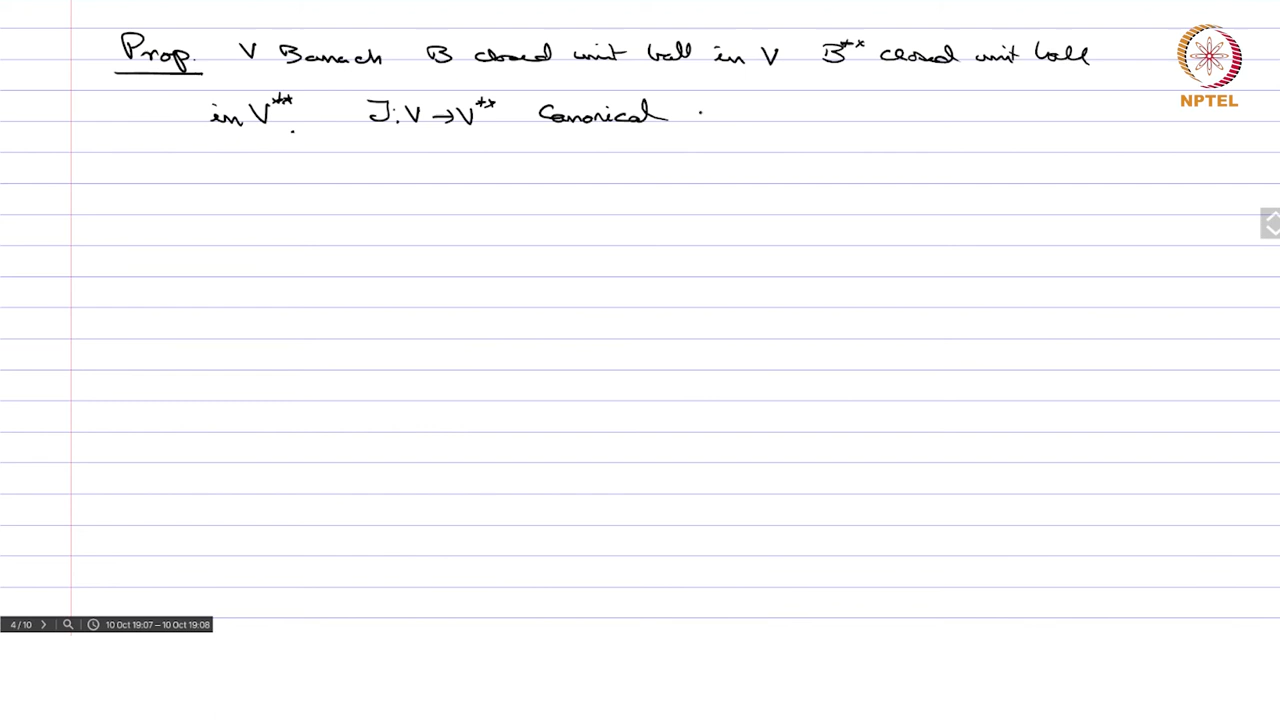 Prop. V Banach B closed unit ball in V B** closed unit ball
in V**. J: V → V** Canonical
NPTEL
4 / 10 10 Oct 19:07 – 10 Oct 19:08